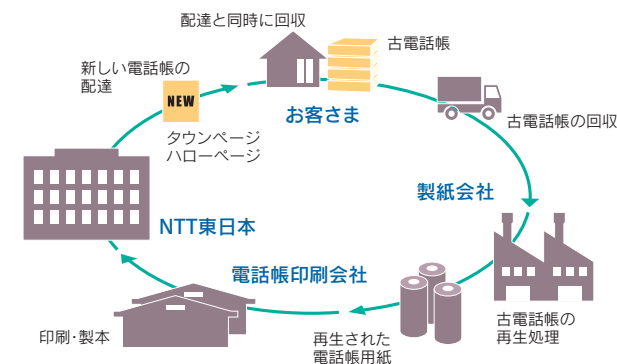 配達と同時に回収
古電話帳
新しい電話帳の
配達
NEW
お客さま
タウンページ
ハローページ
古電話帳の回収
製紙会社
NTT東日本
電話帳印刷会社
古電話帳の
再生処理
印刷・製本
再生された
電話帳用紙